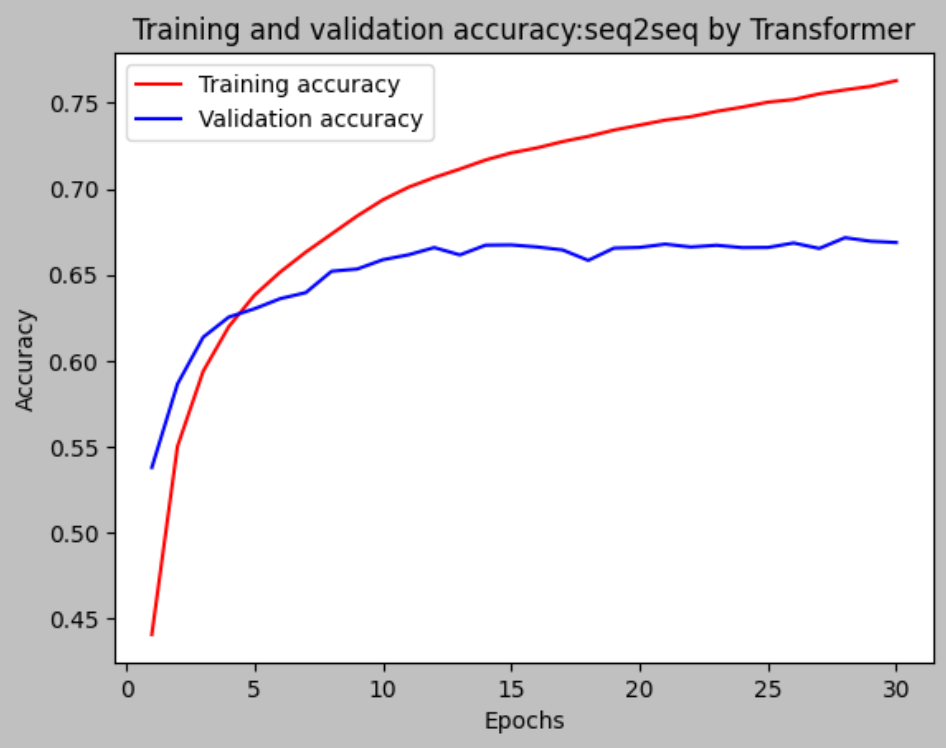 Training and validation accuracy:seq2seq by Transformer
Training accuracy
Validation accuracy
Accuracy
0.75
0.70
0.65
0.60
0.55
0.50
0.45
0 5 10 15 20 25 30
Epochs